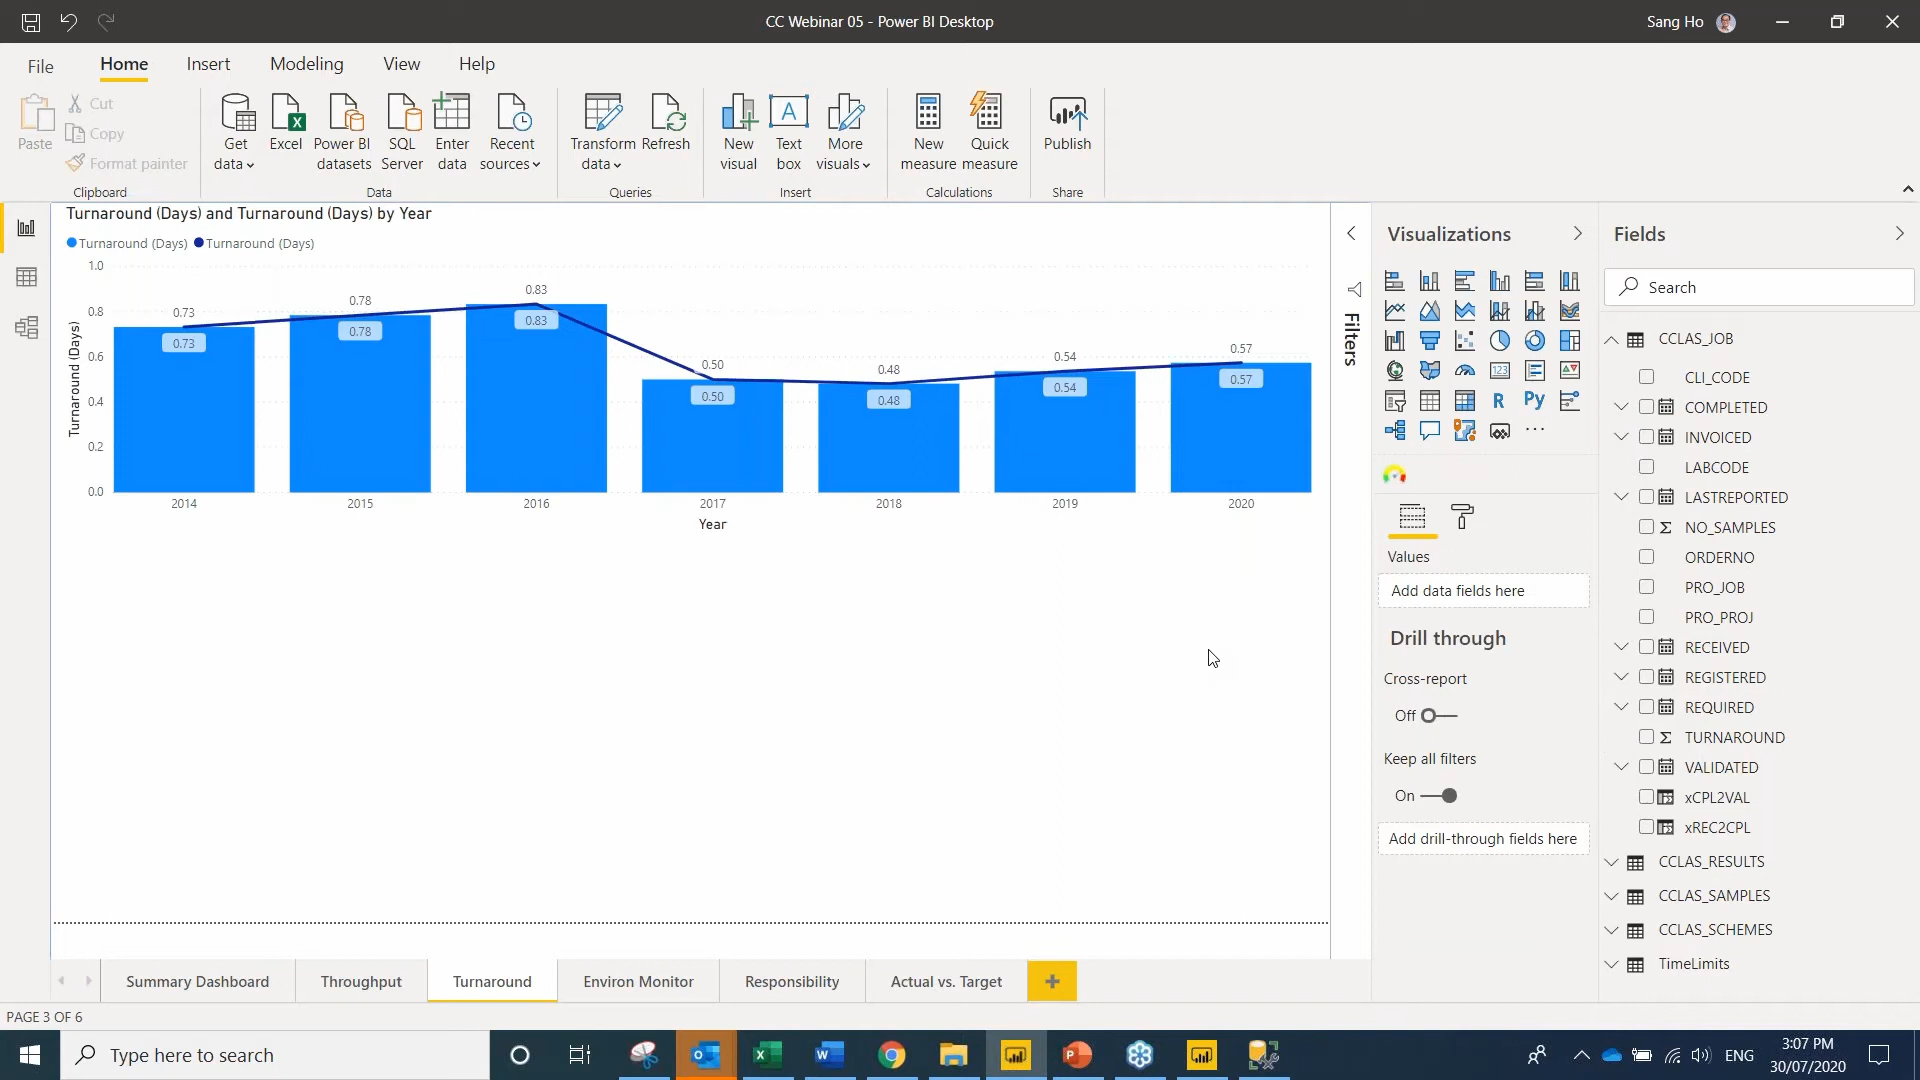 CC Webinar 05 - Power BI Desktop
Sang Ho
File
Home
Insert
Modeling
View
Help
Paste
Cut
Copy
Format painter
Clipboard
Get data
Excel
Power BI datasets
SQL Server
Enter data
Recent sources
Data
Transform data
Refresh
Queries
New visual
Text box
More visuals
Insert
New measure
Quick measure
Calculations
Publish
Share
Turnaround (Days) and Turnaround (Days) by Year
Turnaround (Days) Turnaround (Days)
Turnaround (Days)
1.0
0.8
0.6
0.4
0.2
0.0
0.73
0.78
0.83
0.50
0.48
0.54
0.57
0.73
0.78
0.83
0.50
0.48
0.54
0.57
2014
2015
2016
2017
2018
2019
2020
Year
Filters
Visualizations
123
R
Py
Values
Add data fields here
Drill through
Cross-report
Off
Keep all filters
On
Add drill-through fields here
Fields
Search
CCLAS_JOB
CLI_CODE
COMPLETED
INVOICED
LABCODE
LASTREPORTED
NO_SAMPLES
ORDERNO
PRO_JOB
PRO_PROJ
RECEIVED
REGISTERED
REQUIRED
TURNAROUND
VALIDATED
xCPL2VAL
xREC2CPL
CCLAS_RESULTS
CCLAS_SAMPLES
CCLAS_SCHEMES
TimeLimits
Summary Dashboard
Throughput
Turnaround
Environ Monitor
Responsibility
Actual vs. Target
PAGE 3 OF 6
Type here to search
ENG
3:07 PM
30/07/2020